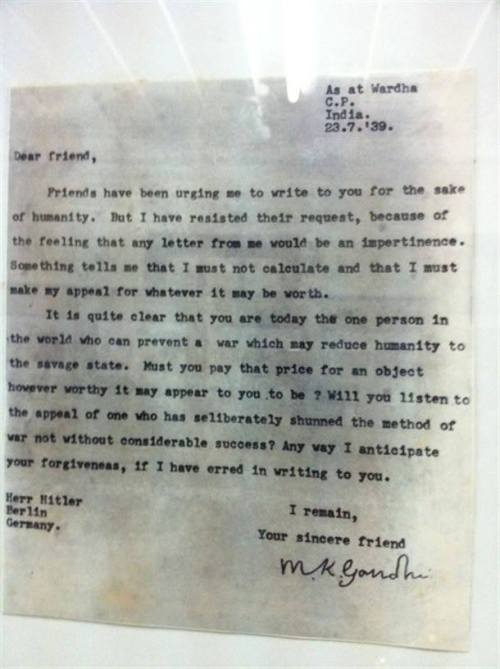 As at Wardha
C.P.
India.
23.7.'39.
Dear friend,
Friends have been urging me to write to you for the sake
of humanity. But I have resisted their request, because of
the feeling that any letter from me would be an impertinence.
Something tells me that I must not calculate and that I must
make my appeal for whatever it may be worth.
It is quite clear that you are today the one person in
the world who can prevent a war which may reduce humanity to
the savage state. Must you pay that price for an object
however worthy it may appear to you to be ? Will you listen to
the appeal of one who has seliberately shunned the method of
war not without considerable success? Any way I anticipate
your forgiveness, if I have erred in writing to you.
Herr Hitler
Berlin
Germany.
I remain,
Your sincere friend
M.K.Gandhi